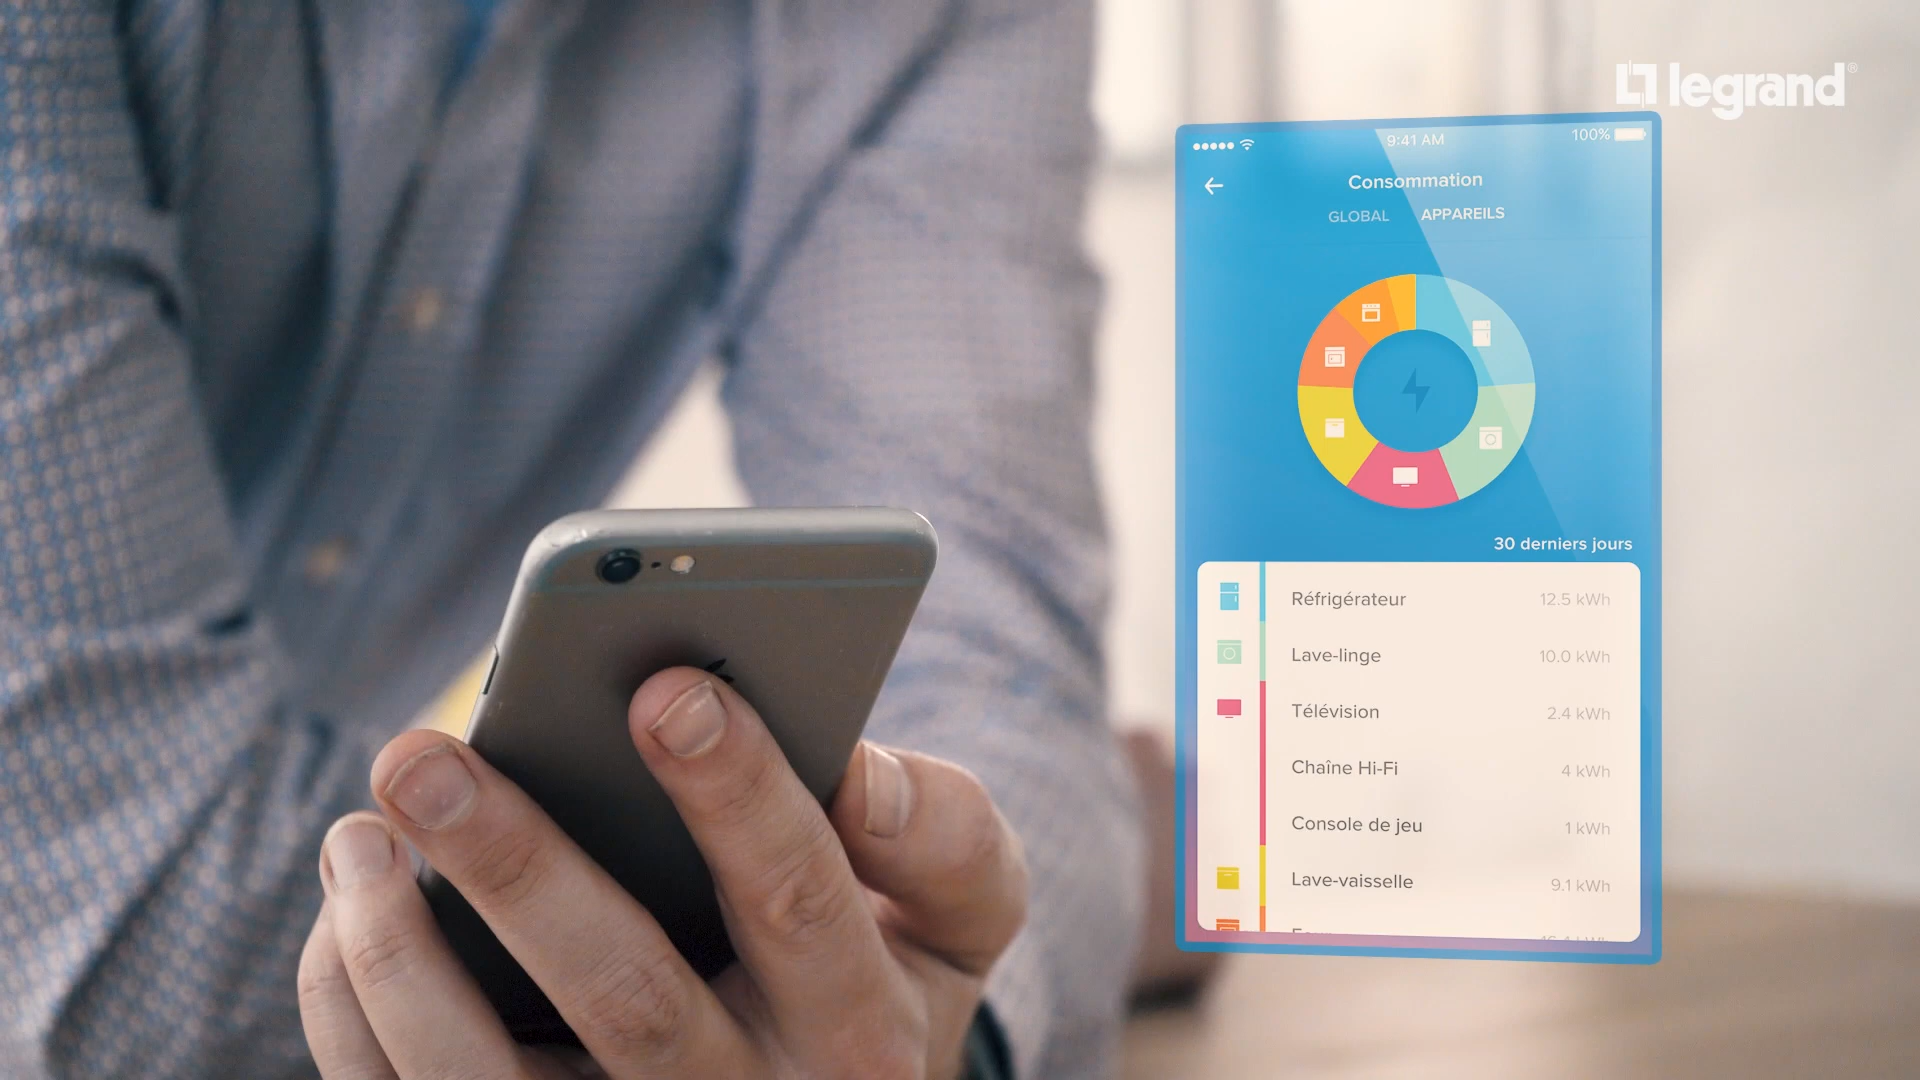 legrand®
9:41 AM 100%
Consommation
GLOBAL APPAREILS
30 derniers jours
Réfrigérateur 12.5 kWh
Lave-linge 10.0 kWh
Télévision 2.4 kWh
Chaîne Hi-Fi 4 kWh
Console de jeu 1 kWh
Lave-vaisselle 9.1 kWh